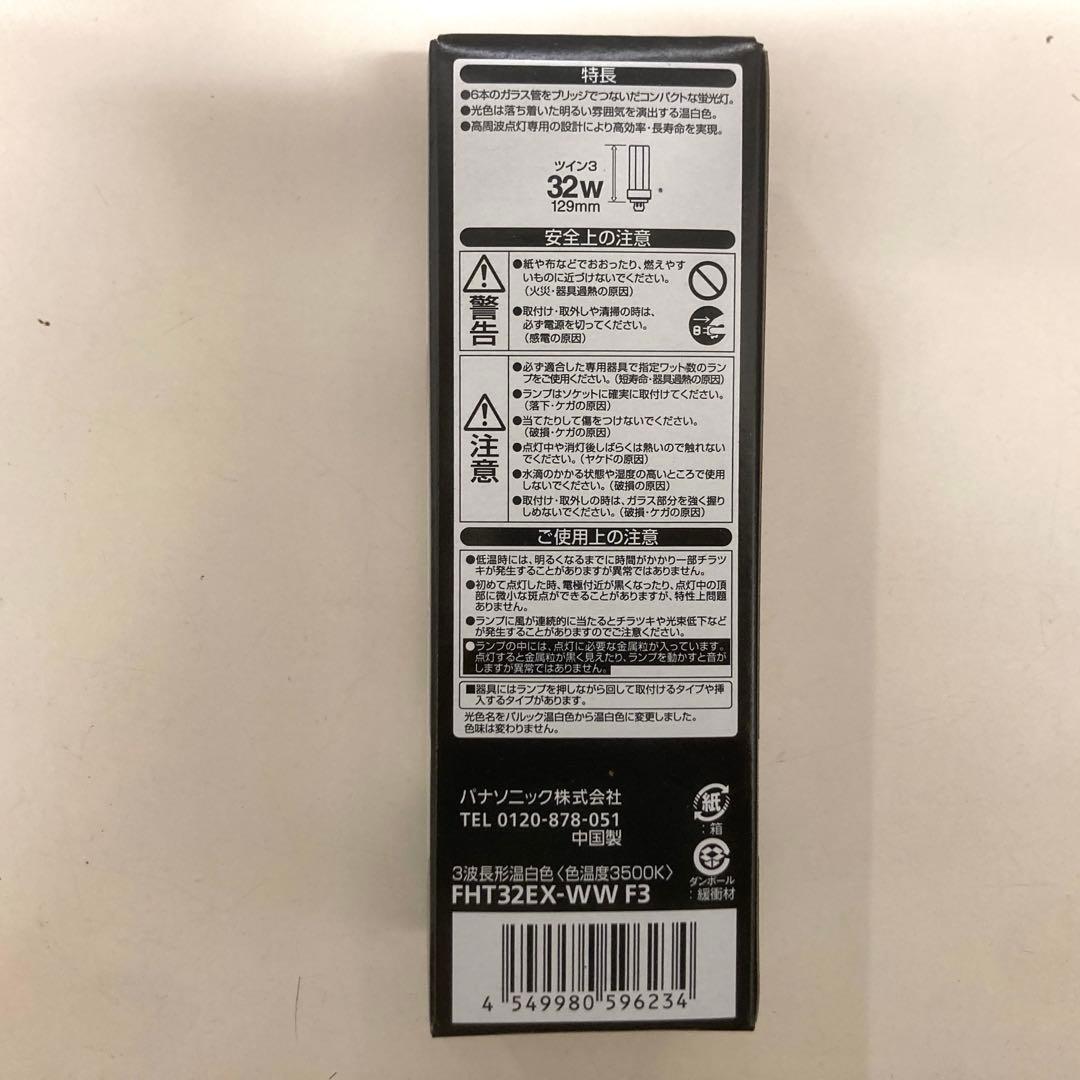 特長
●6本のガラス管をブリッジでつないだコンパクトな蛍光灯。
●光色は落ち着いた明るい雰囲気を演出する温白色。
●高周波点灯専用の設計により高効率・長寿命を実現。
ツイン3
32W
129mm
安全上の注意
警告
●紙や布などでおおったり、燃えやす
いものに近づけないでください。
(火災・器具過熱の原因)
●取付け・取外しや清掃の時は、
必ず電源を切ってください。
(感電の原因)
注意
●必ず適合した専用器具で指定ワット数のラン
プをご使用ください。(短寿命・器具過熱の原因)
●ランプはソケットに確実に取付けてください。
(落下・ケガの原因)
●当てたりして傷をつけないでください。
(破損・ケガの原因)
●点灯中や消灯後しばらくは熱いので触れない
でください。(ヤケドの原因)
●水滴のかかる状態や湿度の高いところで使用
しないでください。(破損の原因)
●取付け・取外しの時は、ガラス部分を強く握り
しめないでください。(破損・ケガの原因)
ご使用上の注意
●低温時には、明るくなるまでに時間がかかり一部チラツ
キが発生することがありますが異常ではありません。
●初めて点灯した時、電極付近が黒くなったり、点灯中の頂
部に微小な斑点ができることがありますが、特性上問題
ありません。
●ランプに風が連続的に当たるとチラツキや光束低下など
が発生することがありますのでご注意ください。
●ランプの中には、点灯に必要な金属粒が入っています。
点灯すると金属粒が黒く見えたり、ランプを動かすと音が
しますが異常ではありません。
■器具にはランプを押しながら回して取付けるタイプや挿
入するタイプがあります。
光色名をパルック温白色から温白色に変更しました。
色味は変わりません。
パナソニック株式会社
TEL 0120-878-051
中国製
紙
:箱
ダンボール
:緩衝材
3波長形温白色〈色温度3500K〉
FHT32EX-WW F3
4 549980 596234